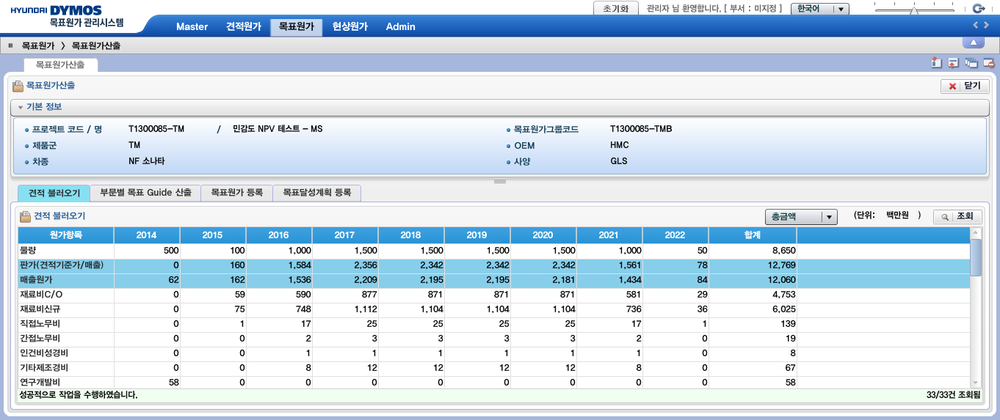 HYUNDAI DYMOS
목표원가 관리시스템
초기화 관리자 님 환영합니다. [ 부서 : 미지정 ] 한국어
Master 견적원가 목표원가 현상원가 Admin
목표원가 〉 목표원가산출
목표원가산출
목표원가산출 닫기
기본 정보
프로젝트 코드 / 명 T1300085-TM / 민감도 NPV 테스트 - MS 목표원가그룹코드 T1300085-TMB
제품군 TM OEM HMC
차종 NF 소나타 사양 GLS
견적 불러오기 부문별 목표 Guide 산출 목표원가 등록 목표달성계획 등록
견적 불러오기 총금액 (단위: 백만원 ) 조회
원가항목 2014 2015 2016 2017 2018 2019 2020 2021 2022 합계
물량 500 100 1,000 1,500 1,500 1,500 1,500 1,000 50 8,650
판가(견적기준가/매출) 0 160 1,584 2,356 2,342 2,342 2,342 1,561 78 12,769
매출원가 62 162 1,536 2,209 2,195 2,195 2,181 1,434 84 12,060
재료비C/O 0 59 590 877 871 871 871 581 29 4,753
재료비신규 0 75 748 1,112 1,104 1,104 1,104 736 36 6,025
직접노무비 0 1 17 25 25 25 25 17 1 139
간접노무비 0 0 2 3 3 3 3 2 0 19
인건비성경비 0 0 1 1 1 1 1 1 0 8
기타제조경비 0 0 8 12 12 12 12 8 0 67
연구개발비 58 0 0 0 0 0 0 0 0 58
성공적으로 작업을 수행하였습니다. 33/33건 조회됨